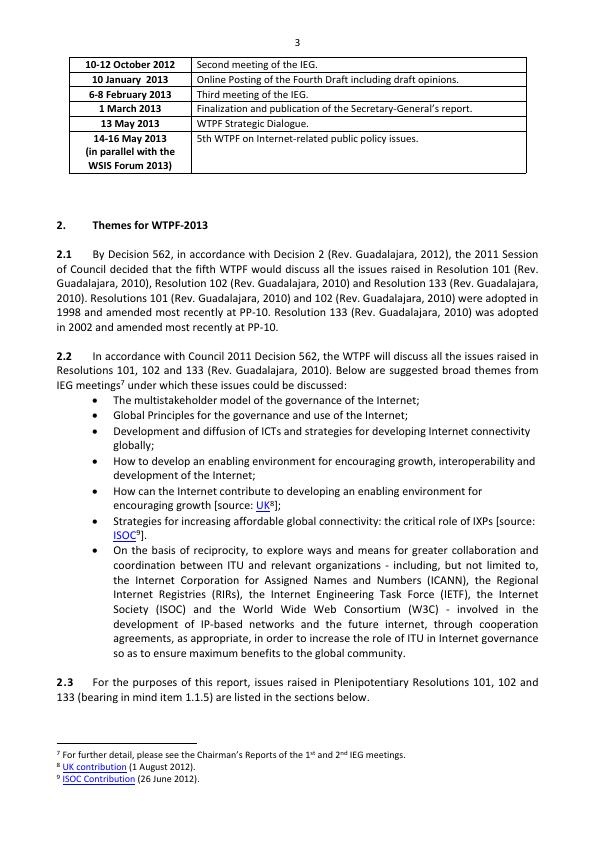 3
10-12 October 2012 Second meeting of the IEG.
10 January  2013 Online Posting of the Fourth Draft including draft opinions.
6-8 February 2013 Third meeting of the IEG.
1 March 2013 Finalization and publication of the Secretary-General's report.
13 May 2013 WTPF Strategic Dialogue.
14-16 May 2013 5th WTPF on Internet-related public policy issues.
(in parallel with the
WSIS Forum 2013)
2. Themes for WTPF-2013
2.1 By Decision 562, in accordance with Decision 2 (Rev. Guadalajara, 2012), the 2011 Session
of Council decided that the fifth WTPF would discuss all the issues raised in Resolution 101 (Rev.
Guadalajara, 2010), Resolution 102 (Rev. Guadalajara, 2010) and Resolution 133 (Rev. Guadalajara,
2010). Resolutions 101 (Rev. Guadalajara, 2010) and 102 (Rev. Guadalajara, 2010) were adopted in
1998 and amended most recently at PP-10. Resolution 133 (Rev. Guadalajara, 2010) was adopted
in 2002 and amended most recently at PP-10.
2.2 In accordance with Council 2011 Decision 562, the WTPF will discuss all the issues raised in
Resolutions 101, 102 and 133 (Rev. Guadalajara, 2010). Below are suggested broad themes from
IEG meetings⁷ under which these issues could be discussed:
• The multistakeholder model of the governance of the Internet;
• Global Principles for the governance and use of the Internet;
• Development and diffusion of ICTs and strategies for developing Internet connectivity
globally;
• How to develop an enabling environment for encouraging growth, interoperability and
development of the Internet;
• How can the Internet contribute to developing an enabling environment for
encouraging growth [source: UK⁸];
• Strategies for increasing affordable global connectivity: the critical role of IXPs [source:
ISOC⁹].
• On the basis of reciprocity, to explore ways and means for greater collaboration and
coordination between ITU and relevant organizations - including, but not limited to,
the Internet Corporation for Assigned Names and Numbers (ICANN), the Regional
Internet Registries (RIRs), the Internet Engineering Task Force (IETF), the Internet
Society (ISOC) and the World Wide Web Consortium (W3C) - involved in the
development of IP-based networks and the future internet, through cooperation
agreements, as appropriate, in order to increase the role of ITU in Internet governance
so as to ensure maximum benefits to the global community.
2.3 For the purposes of this report, issues raised in Plenipotentiary Resolutions 101, 102 and
133 (bearing in mind item 1.1.5) are listed in the sections below.
⁷ For further detail, please see the Chairman's Reports of the 1st and 2nd IEG meetings.
⁸ UK contribution (1 August 2012).
⁹ ISOC Contribution (26 June 2012).